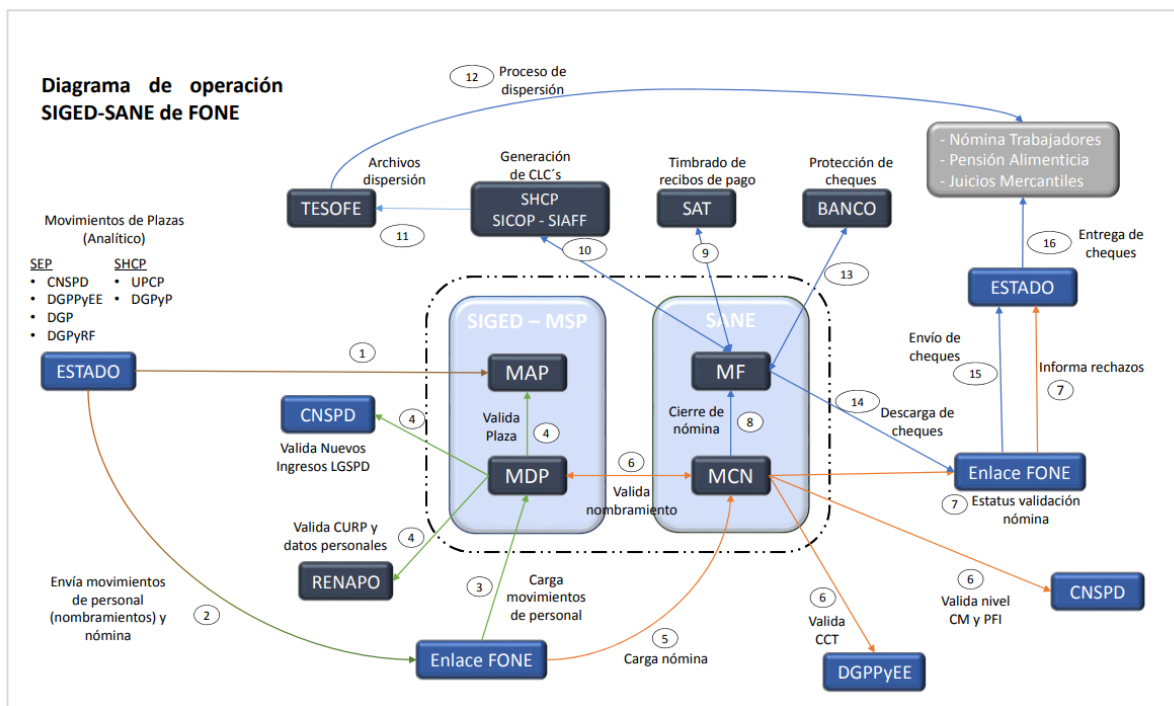 Diagrama de operación
SIGED-SANE de FONE
12
Proceso de
dispersión
- Nómina Trabajadores
- Pensión Alimenticia
- Juicios Mercantiles
Archivos
dispersión
Generación
de CLC´s
Timbrado de
recibos de pago
Protección de
cheques
TESOFE
SHCP
SICOP - SIAFF
SAT
BANCO
11
10
9
13
16
Entrega de
cheques
Movimientos de Plazas
(Analítico)
SEP
• CNSPD
• DGPPyEE
• DGP
• DGPyRF
SHCP
• UPCP
• DGPyP
ESTADO
1
SIGED – MSP
SANE
MAP
MF
ESTADO
Envío de
cheques
15
Informa rechazos
7
14
Descarga de
cheques
CNSPD
Valida Nuevos
Ingresos LGSPD
4
Valida
Plaza
4
Cierre de
nómina
8
MDP
6
Valida
nombramiento
MCN
Enlace FONE
7
Estatus validación
nómina
Valida CURP y
datos personales
4
RENAPO
Envía movimientos
de personal
(nombramientos) y
nómina
2
3
Carga
movimientos
de personal
Enlace FONE
5
Carga nómina
6
Valida
CCT
DGPPyEE
6
Valida nivel
CM y PFI
CNSPD